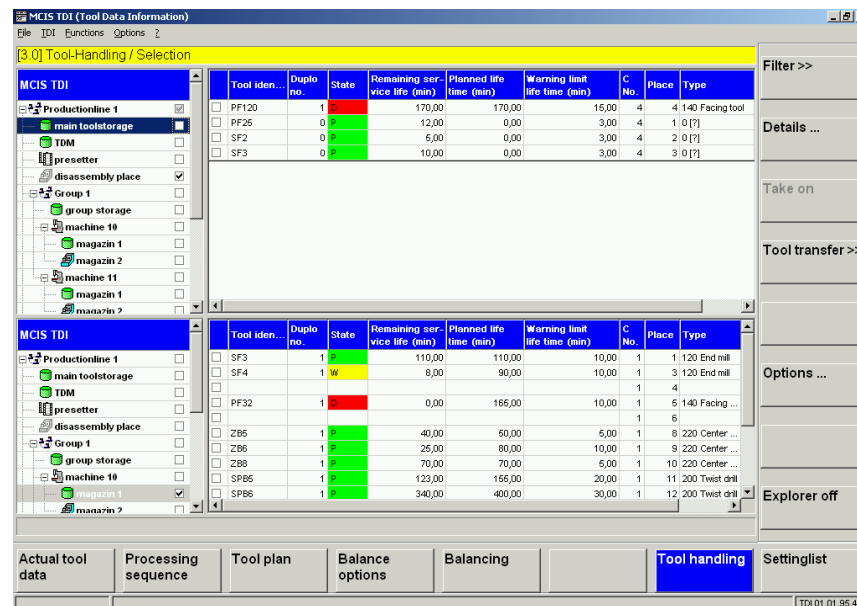 MCIS TDI (Tool Data Information)
File TDI Functions Options ?
[3.0] Tool-Handling / Selection
MCIS TDI
Productionline 1
main toolstorage
TDM
presetter
disassembly place
Group 1
group storage
machine 10
magazin 1
magazin 2
machine 11
magazin 1
magazin 2
Tool iden... Duplo no. State Remaining ser- vice life (min) Planned life time (min) Warning limit life time (min) C No. Place Type
PF120 1 D 170,00 170,00 15,00 4 4 140 Facing tool
PF25 0 P 12,00 0,00 3,00 4 1 0 [?]
SF2 0 P 5,00 0,00 3,00 4 2 0 [?]
SF3 0 P 10,00 0,00 3,00 4 3 0 [?]
MCIS TDI
Productionline 1
main toolstorage
TDM
presetter
disassembly place
Group 1
group storage
machine 10
magazin 1
magazin 2
Tool iden... Duplo no. State Remaining ser- vice life (min) Planned life time (min) Warning limit life time (min) C No. Place Type
SF3 1 P 110,00 110,00 10,00 1 1 120 End mill
SF4 1 W 8,00 90,00 10,00 1 3 120 End mill
1 4
PF32 1 D 0,00 165,00 10,00 1 5 140 Facing ...
1 6
ZB5 1 P 40,00 50,00 5,00 1 8 220 Center ...
ZB6 1 P 25,00 80,00 10,00 1 9 220 Center ...
ZB8 1 P 70,00 70,00 5,00 1 10 220 Center ...
SPB5 1 P 123,00 155,00 20,00 1 11 200 Twist drill
SPB6 1 P 340,00 400,00 30,00 1 12 200 Twist drill
Filter >>
Details ...
Take on
Tool transfer >>
Options ...
Explorer off
Actual tool data
Processing sequence
Tool plan
Balance options
Balancing
Tool handling
Settinglist
TDI 01.01.95.4